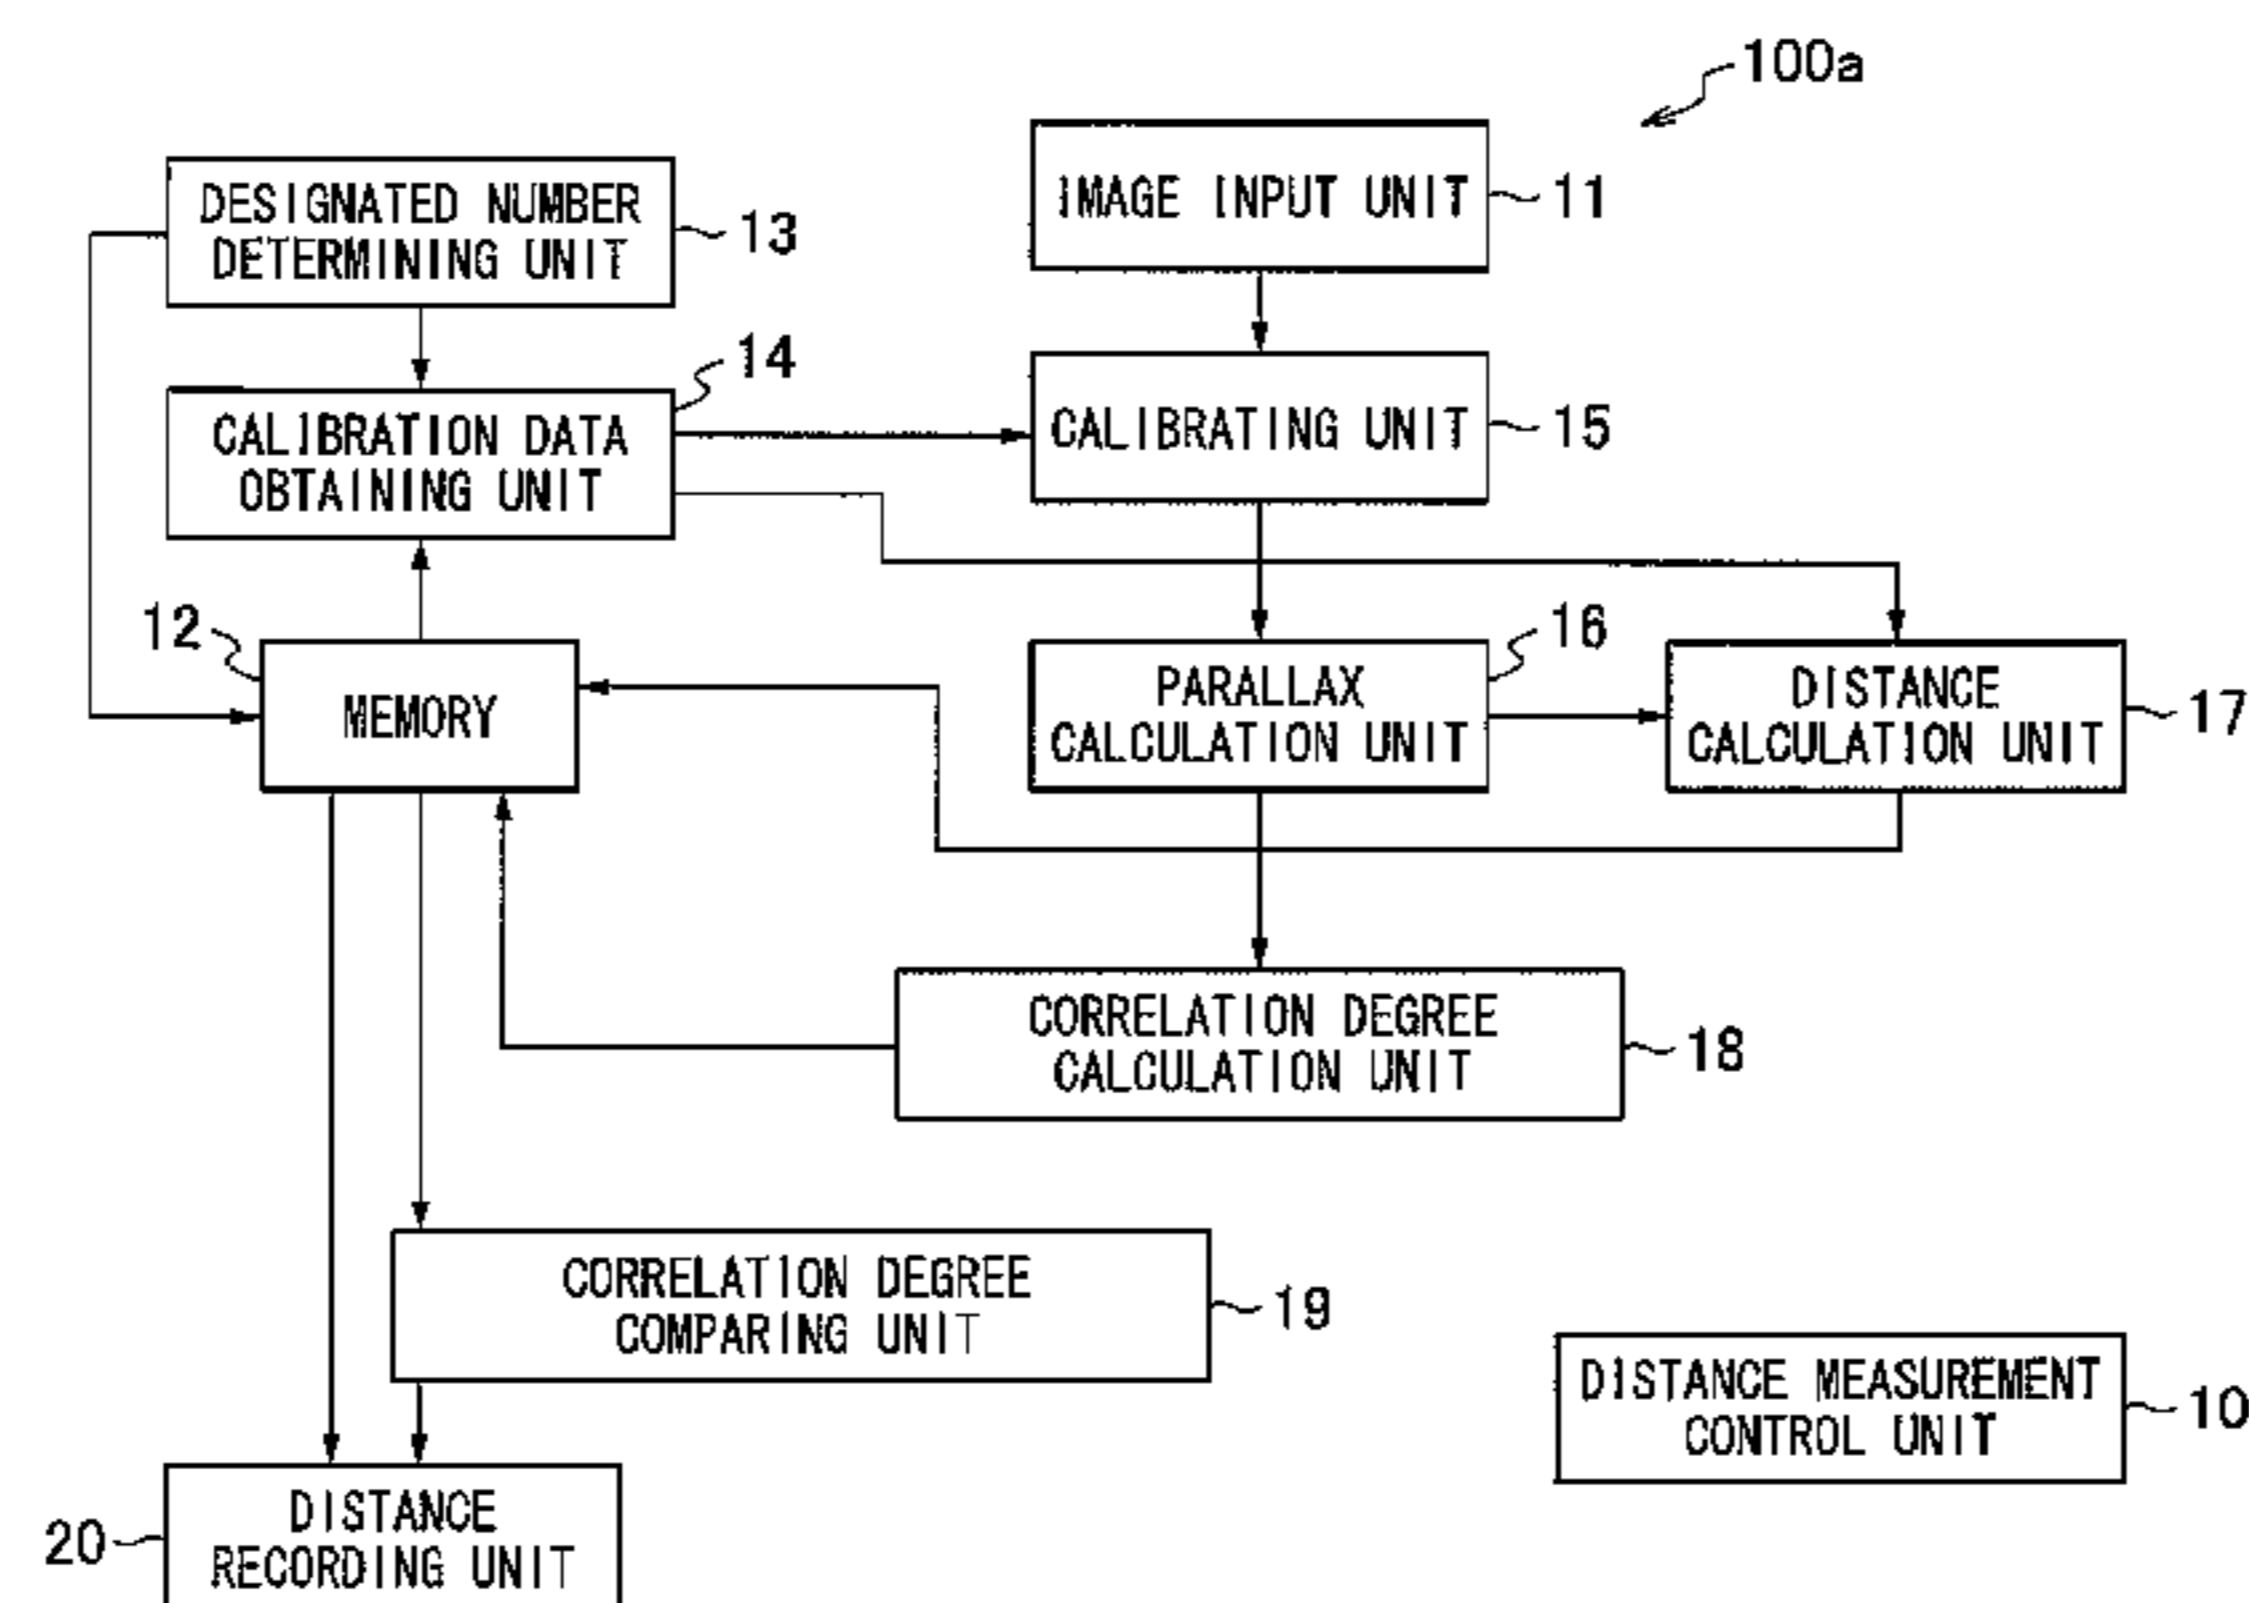 100a
IMAGE INPUT UNIT
11
DESIGNATED NUMBER
DETERMINING UNIT
13
14
CALIBRATION DATA
OBTAINING UNIT
CALIBRATING UNIT
15
12
MEMORY
16
PARALLAX
CALCULATION UNIT
DISTANCE
CALCULATION UNIT
17
CORRELATION DEGREE
CALCULATION UNIT
18
CORRELATION DEGREE
COMPARING UNIT
19
DISTANCE MEASUREMENT
CONTROL UNIT
10
20
DISTANCE
RECORDING UNIT